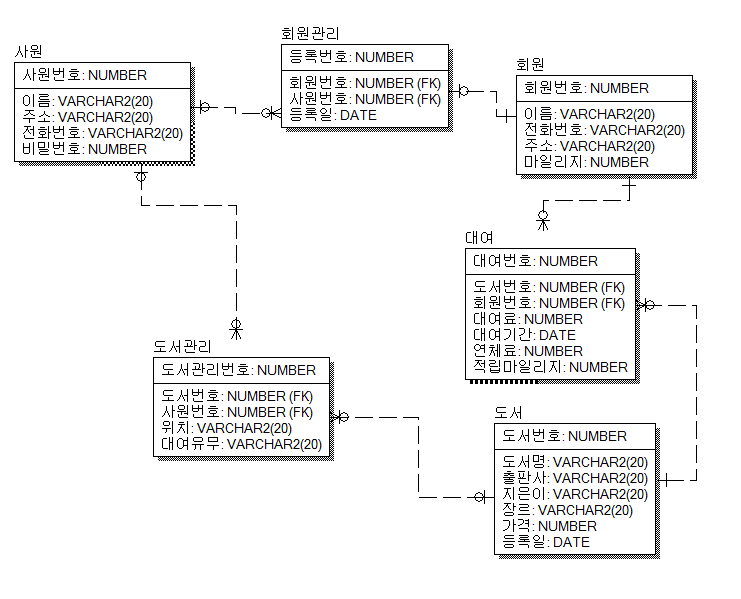 사원
사원번호: NUMBER
이름: VARCHAR2(20)
주소: VARCHAR2(20)
전화번호: VARCHAR2(20)
비밀번호: NUMBER
회원관리
등록번호: NUMBER
회원번호: NUMBER (FK)
사원번호: NUMBER (FK)
등록일: DATE
회원
회원번호: NUMBER
이름: VARCHAR2(20)
전화번호: VARCHAR2(20)
주소: VARCHAR2(20)
마일리지: NUMBER
대여
대여번호: NUMBER
도서번호: NUMBER (FK)
회원번호: NUMBER (FK)
대여료: NUMBER
대여기간: DATE
연체료: NUMBER
적립마일리지: NUMBER
도서관리
도서관리번호: NUMBER
도서번호: NUMBER (FK)
사원번호: NUMBER (FK)
위치: VARCHAR2(20)
대여유무: VARCHAR2(20)
도서
도서번호: NUMBER
도서명: VARCHAR2(20)
출판사: VARCHAR2(20)
지은이: VARCHAR2(20)
장르: VARCHAR2(20)
가격: NUMBER
등록일: DATE